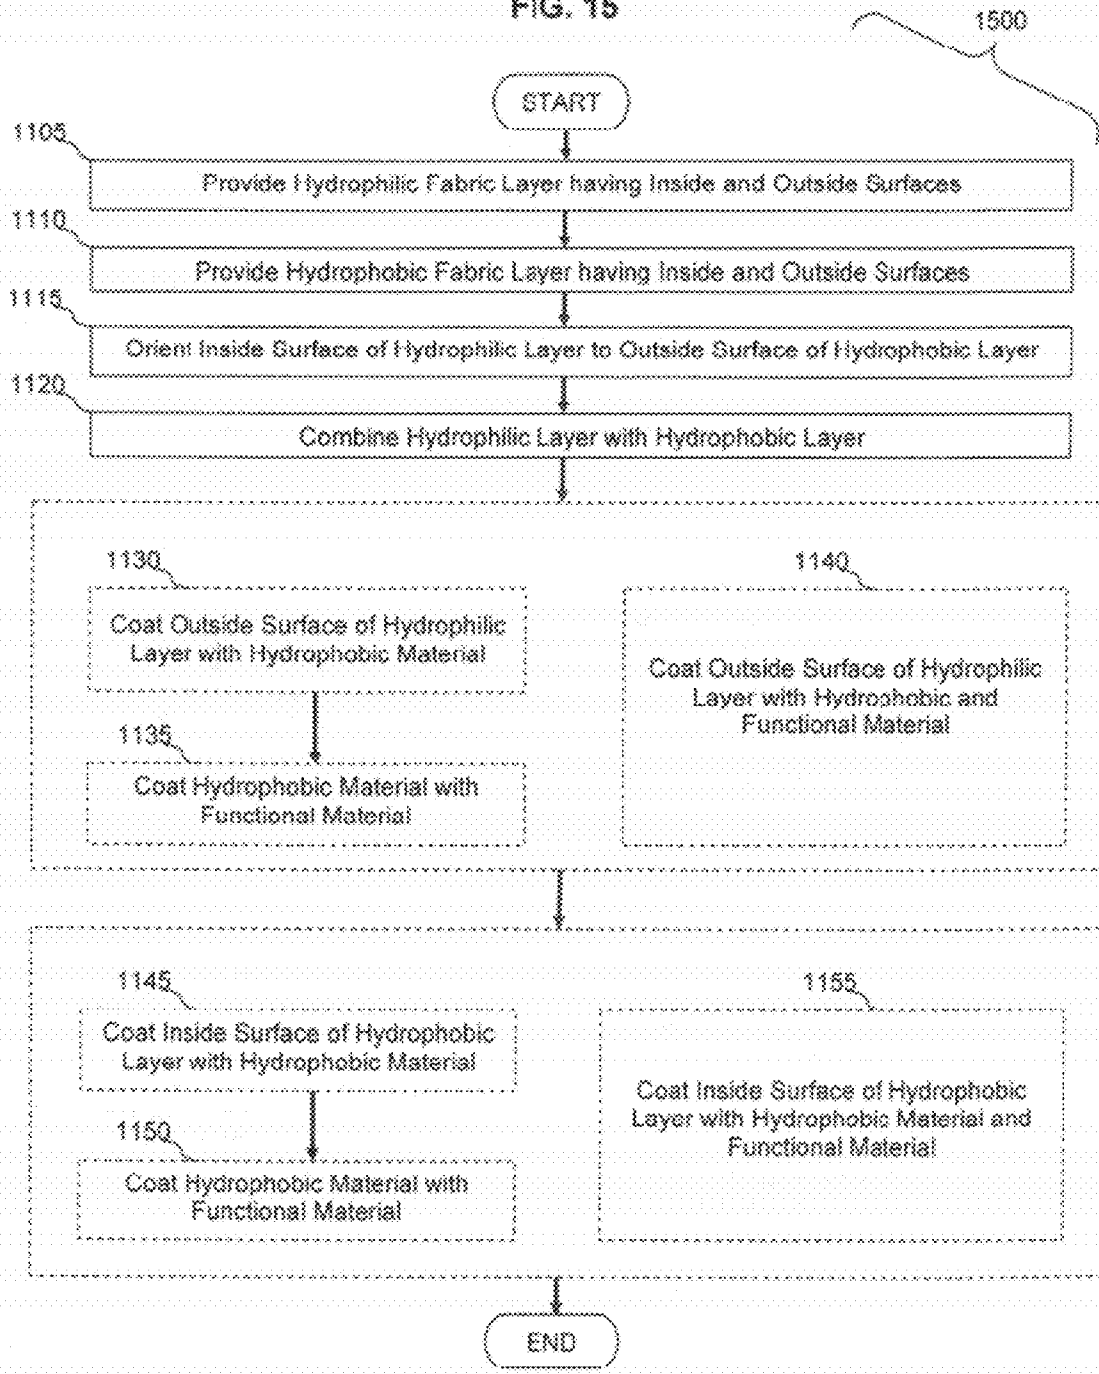 FIG. 15
1500
START
1105
Provide Hydrophilic Fabric Layer having Inside and Outside Surfaces
1110
Provide Hydrophobic Fabric Layer having Inside and Outside Surfaces
1115
Orient Inside Surface of Hydrophilic Layer to Outside Surface of Hydrophobic Layer
1120
Combine Hydrophilic Layer with Hydrophobic Layer
1130
Coat Outside Surface of Hydrophilic
Layer with Hydrophobic Material
1135
Coat Hydrophobic Material with
Functional Material
1140
Coat Outside Surface of Hydrophilic
Layer with Hydrophobic and
Functional Material
1145
Coat Inside Surface of Hydrophobic
Layer with Hydrophobic Material
1150
Coat Hydrophobic Material with
Functional Material
1155
Coat Inside Surface of Hydrophobic
Layer with Hydrophobic Material and
Functional Material
END